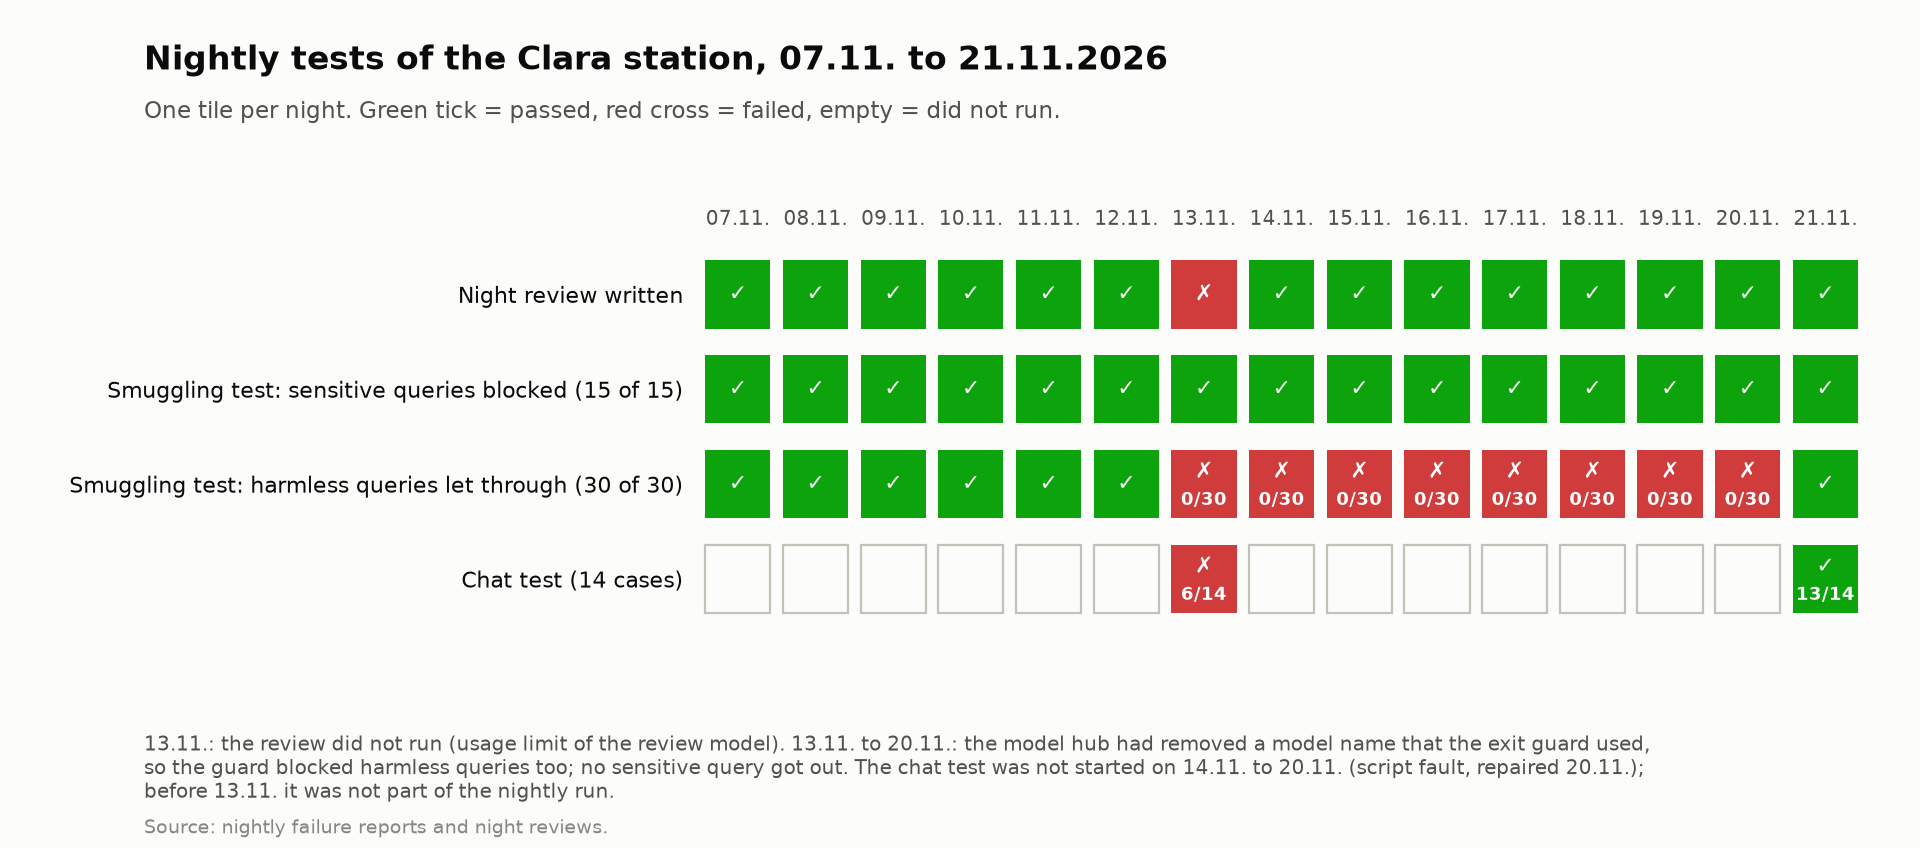 Nightly tests of the Clara station, 07.11. to 21.11.2026
One tile per night. Green tick = passed, red cross = failed, empty = did not run.
07.11. 08.11. 09.11. 10.11. 11.11. 12.11. 13.11. 14.11. 15.11. 16.11. 17.11. 18.11. 19.11. 20.11. 21.11.
Night review written ✓ ✓ ✓ ✓ ✓ ✓ ✗ ✓ ✓ ✓ ✓ ✓ ✓ ✓ ✓
Smuggling test: sensitive queries blocked (15 of 15) ✓ ✓ ✓ ✓ ✓ ✓ ✓ ✓ ✓ ✓ ✓ ✓ ✓ ✓ ✓
Smuggling test: harmless queries let through (30 of 30) ✓ ✓ ✓ ✓ ✓ ✓ ✗ ✗ ✗ ✗ ✗ ✗ ✗ ✗ ✓
0/30 0/30 0/30 0/30 0/30 0/30 0/30 0/30
Chat test (14 cases) ✗ ✓
6/14 13/14
13.11.: the review did not run (usage limit of the review model). 13.11. to 20.11.: the model hub had removed a model name that the exit guard used,
so the guard blocked harmless queries too; no sensitive query got out. The chat test was not started on 14.11. to 20.11. (script fault, repaired 20.11.);
before 13.11. it was not part of the nightly run.
Source: nightly failure reports and night reviews.